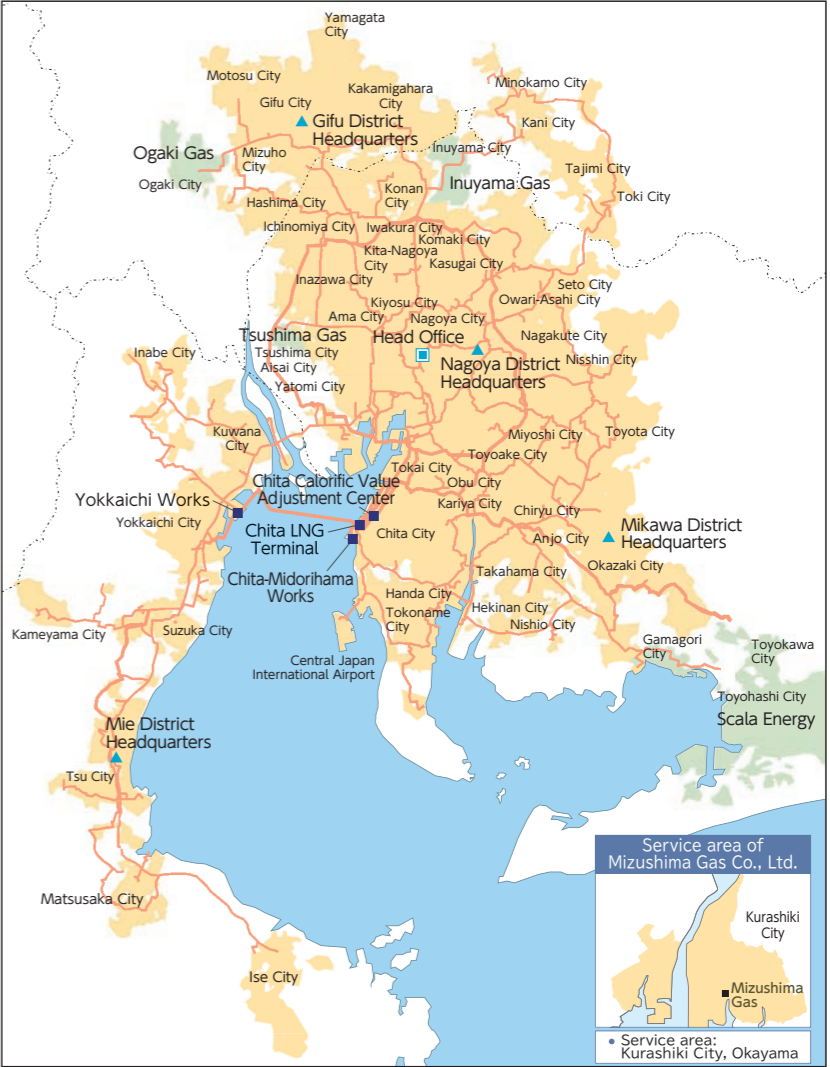 Yamagata
City
Motosu City
Minokamo City
Kakamigahara
City
Gifu City
Gifu District
Headquarters
Kani City
Ogaki Gas
Mizuho
City
Inuyama City
Tajimi City
Ogaki City
Inuyama Gas
Konan
City
Toki City
Hashima City
Ichinomiya City
Iwakura City
Komaki City
Kita-Nagoya
City
Kasugai City
Inazawa City
Seto City
Owari-Asahi City
Kiyosu City
Ama City
Nagoya City
Tsushima Gas
Head Office
Nagakute City
Inabe City
Tsushima City
Nisshin City
Aisai City
Nagoya District
Headquarters
Yatomi City
Kuwana
City
Miyoshi City
Toyota City
Toyoake City
Tokai City
Chita Calorific Value
Adjustment Center
Obu City
Yokkaichi Works
Kariya City
Chiryu City
Yokkaichi City
Chita LNG
Terminal
Chita City
Anjo City
Mikawa District
Headquarters
Okazaki City
Chita-Midorihama
Works
Takahama City
Handa City
Tokoname
City
Hekinan City
Nishio City
Kameyama City
Suzuka City
Gamagori
City
Toyokawa
City
Central Japan
International Airport
Toyohashi City
Scala Energy
Mie District
Headquarters
Tsu City
Matsusaka City
Ise City
Service area of
Mizushima Gas Co., Ltd.
Kurashiki
City
Mizushima
Gas
• Service area:
Kurashiki City, Okayama